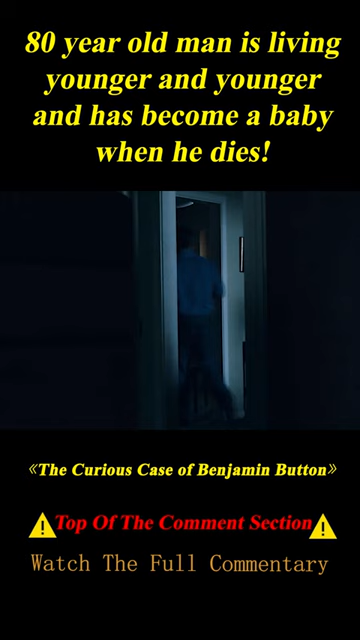 80 year old man is living
younger and younger
and has become a baby
when he dies!
《The Curious Case of Benjamin Button》
Top Of The Comment Section
Watch The Full Commentary